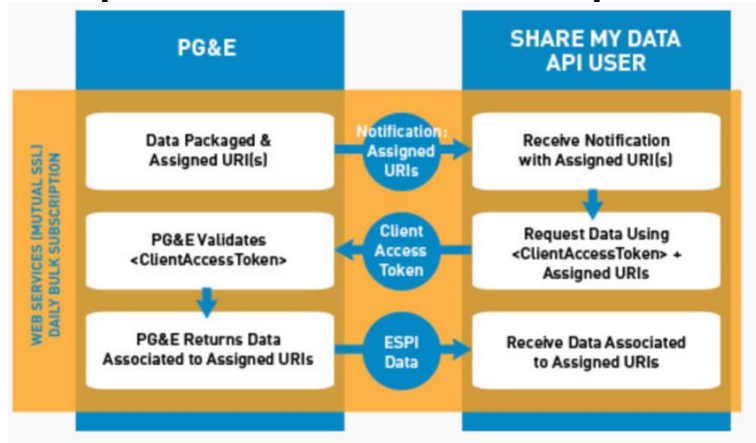 PG&E
SHARE MY DATA
API USER
WEB SERVICES (MUTUAL SSL)
DAILY BULK SUBSCRIPTION
Data Packaged &
Assigned URI(s)
Notification:
Assigned
URIs
Receive Notification
with Assigned URI(s)
Request Data Using
<ClientAccessToken> +
Assigned URIs
Client
Access
Token
PG&E Validates
<ClientAccessToken>
PG&E Returns Data
Associated to Assigned URIs
ESPI
Data
Receive Data Associated
to Assigned URIs